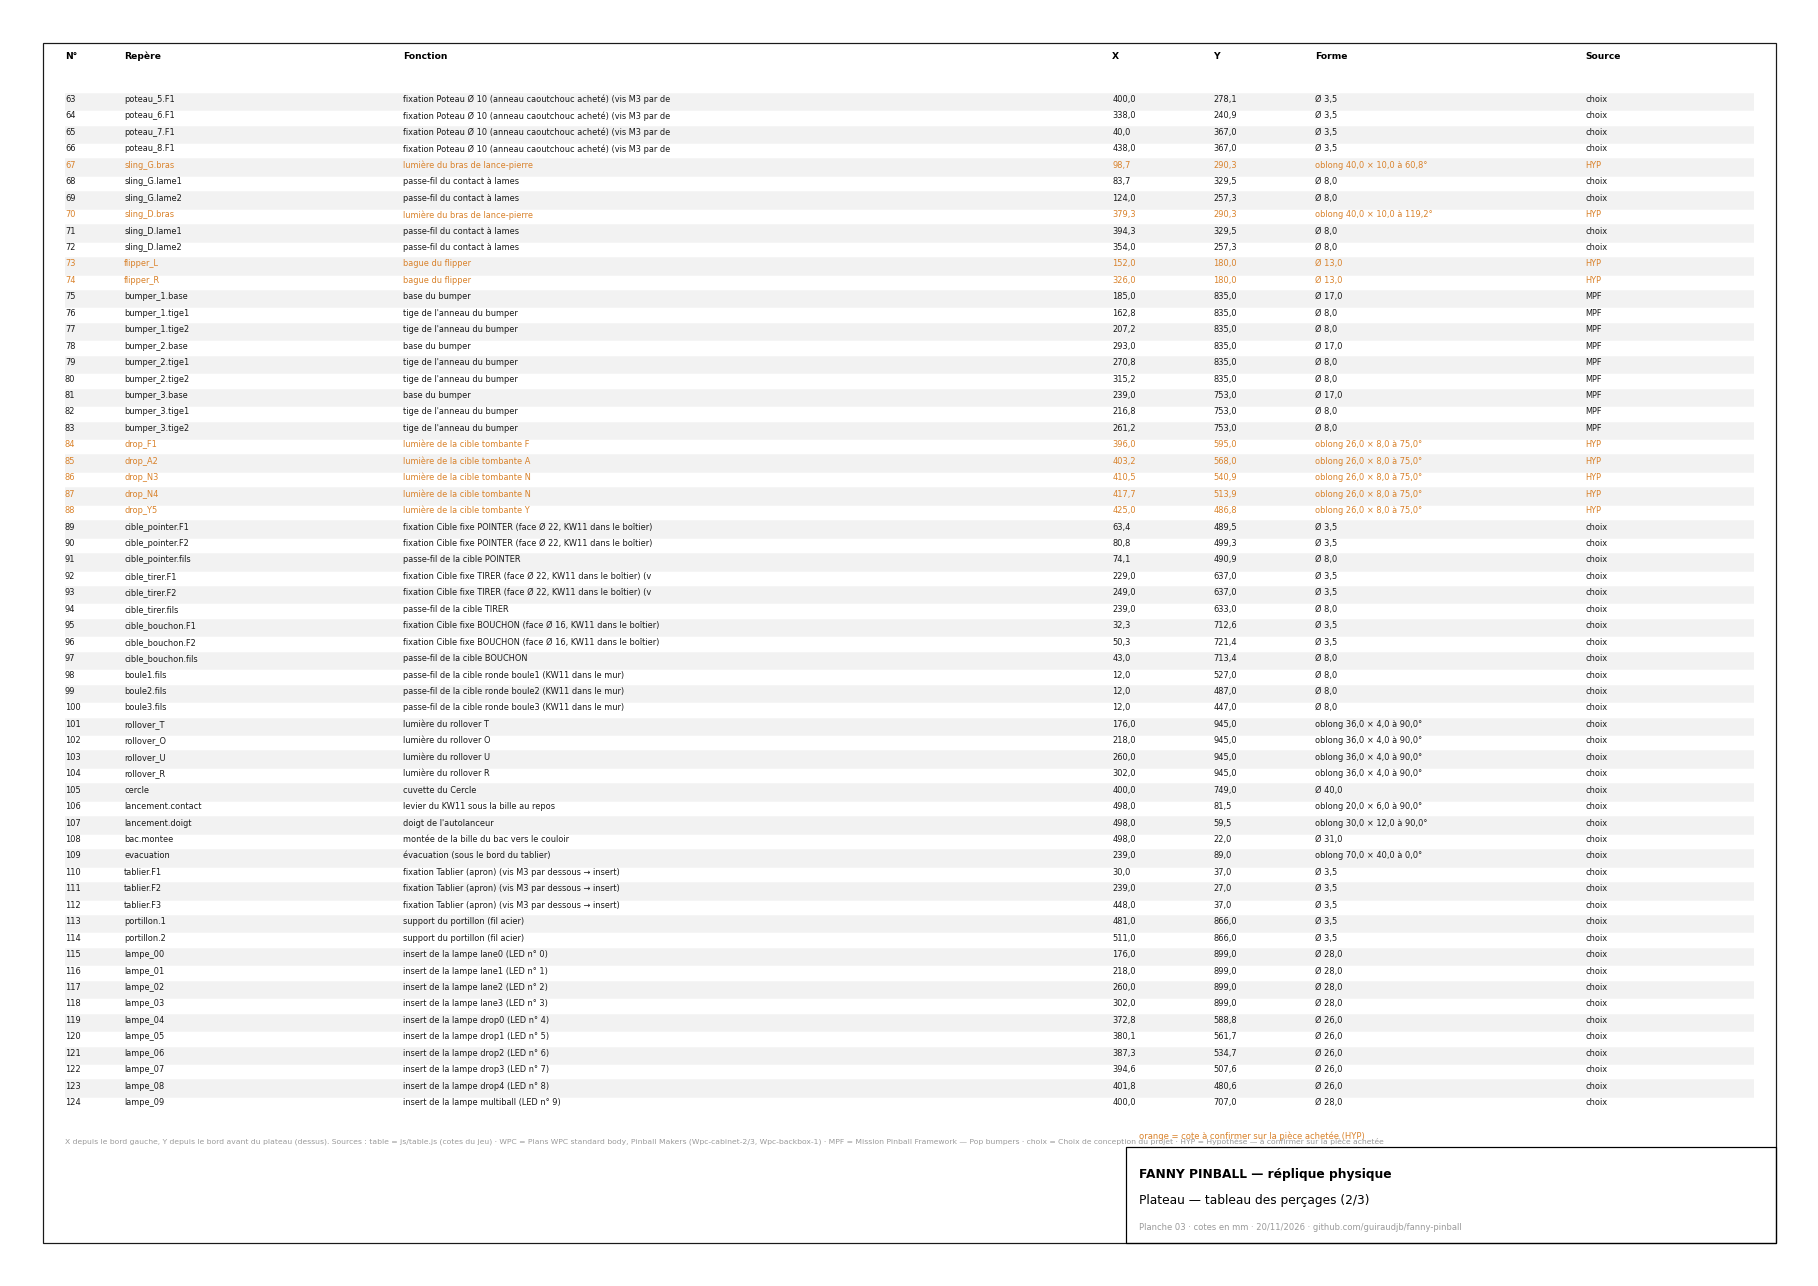 N° Repère Fonction X Y Forme Source
63 poteau_5.F1 fixation Poteau Ø 10 (anneau caoutchouc acheté) (vis M3 par de 400,0 278,1 Ø 3,5 choix
64 poteau_6.F1 fixation Poteau Ø 10 (anneau caoutchouc acheté) (vis M3 par de 338,0 240,9 Ø 3,5 choix
65 poteau_7.F1 fixation Poteau Ø 10 (anneau caoutchouc acheté) (vis M3 par de 40,0 367,0 Ø 3,5 choix
66 poteau_8.F1 fixation Poteau Ø 10 (anneau caoutchouc acheté) (vis M3 par de 438,0 367,0 Ø 3,5 choix
67 sling_G.bras lumière du bras de lance-pierre 98,7 290,3 oblong 40,0 × 10,0 à 60,8° HYP
68 sling_G.lame1 passe-fil du contact à lames 83,7 329,5 Ø 8,0 choix
69 sling_G.lame2 passe-fil du contact à lames 124,0 257,3 Ø 8,0 choix
70 sling_D.bras lumière du bras de lance-pierre 379,3 290,3 oblong 40,0 × 10,0 à 119,2° HYP
71 sling_D.lame1 passe-fil du contact à lames 394,3 329,5 Ø 8,0 choix
72 sling_D.lame2 passe-fil du contact à lames 354,0 257,3 Ø 8,0 choix
73 flipper_L bague du flipper 152,0 180,0 Ø 13,0 HYP
74 flipper_R bague du flipper 326,0 180,0 Ø 13,0 HYP
75 bumper_1.base base du bumper 185,0 835,0 Ø 17,0 MPF
76 bumper_1.tige1 tige de l'anneau du bumper 162,8 835,0 Ø 8,0 MPF
77 bumper_1.tige2 tige de l'anneau du bumper 207,2 835,0 Ø 8,0 MPF
78 bumper_2.base base du bumper 293,0 835,0 Ø 17,0 MPF
79 bumper_2.tige1 tige de l'anneau du bumper 270,8 835,0 Ø 8,0 MPF
80 bumper_2.tige2 tige de l'anneau du bumper 315,2 835,0 Ø 8,0 MPF
81 bumper_3.base base du bumper 239,0 753,0 Ø 17,0 MPF
82 bumper_3.tige1 tige de l'anneau du bumper 216,8 753,0 Ø 8,0 MPF
83 bumper_3.tige2 tige de l'anneau du bumper 261,2 753,0 Ø 8,0 MPF
84 drop_F1 lumière de la cible tombante F 396,0 595,0 oblong 26,0 × 8,0 à 75,0° HYP
85 drop_A2 lumière de la cible tombante A 403,2 568,0 oblong 26,0 × 8,0 à 75,0° HYP
86 drop_N3 lumière de la cible tombante N 410,5 540,9 oblong 26,0 × 8,0 à 75,0° HYP
87 drop_N4 lumière de la cible tombante N 417,7 513,9 oblong 26,0 × 8,0 à 75,0° HYP
88 drop_Y5 lumière de la cible tombante Y 425,0 486,8 oblong 26,0 × 8,0 à 75,0° HYP
89 cible_pointer.F1 fixation Cible fixe POINTER (face Ø 22, KW11 dans le boîtier) 63,4 489,5 Ø 3,5 choix
90 cible_pointer.F2 fixation Cible fixe POINTER (face Ø 22, KW11 dans le boîtier) 80,8 499,3 Ø 3,5 choix
91 cible_pointer.fils passe-fil de la cible POINTER 74,1 490,9 Ø 8,0 choix
92 cible_tirer.F1 fixation Cible fixe TIRER (face Ø 22, KW11 dans le boîtier) (v 229,0 637,0 Ø 3,5 choix
93 cible_tirer.F2 fixation Cible fixe TIRER (face Ø 22, KW11 dans le boîtier) (v 249,0 637,0 Ø 3,5 choix
94 cible_tirer.fils passe-fil de la cible TIRER 239,0 633,0 Ø 8,0 choix
95 cible_bouchon.F1 fixation Cible fixe BOUCHON (face Ø 16, KW11 dans le boîtier) 32,3 712,6 Ø 3,5 choix
96 cible_bouchon.F2 fixation Cible fixe BOUCHON (face Ø 16, KW11 dans le boîtier) 50,3 721,4 Ø 3,5 choix
97 cible_bouchon.fils passe-fil de la cible BOUCHON 43,0 713,4 Ø 8,0 choix
98 boule1.fils passe-fil de la cible ronde boule1 (KW11 dans le mur) 12,0 527,0 Ø 8,0 choix
99 boule2.fils passe-fil de la cible ronde boule2 (KW11 dans le mur) 12,0 487,0 Ø 8,0 choix
100 boule3.fils passe-fil de la cible ronde boule3 (KW11 dans le mur) 12,0 447,0 Ø 8,0 choix
101 rollover_T lumière du rollover T 176,0 945,0 oblong 36,0 × 4,0 à 90,0° choix
102 rollover_O lumière du rollover O 218,0 945,0 oblong 36,0 × 4,0 à 90,0° choix
103 rollover_U lumière du rollover U 260,0 945,0 oblong 36,0 × 4,0 à 90,0° choix
104 rollover_R lumière du rollover R 302,0 945,0 oblong 36,0 × 4,0 à 90,0° choix
105 cercle cuvette du Cercle 400,0 749,0 Ø 40,0 choix
106 lancement.contact levier du KW11 sous la bille au repos 498,0 81,5 oblong 20,0 × 6,0 à 90,0° choix
107 lancement.doigt doigt de l'autolanceur 498,0 59,5 oblong 30,0 × 12,0 à 90,0° choix
108 bac.montee montée de la bille du bac vers le couloir 498,0 22,0 Ø 31,0 choix
109 evacuation évacuation (sous le bord du tablier) 239,0 89,0 oblong 70,0 × 40,0 à 0,0° choix
110 tablier.F1 fixation Tablier (apron) (vis M3 par dessous → insert) 30,0 37,0 Ø 3,5 choix
111 tablier.F2 fixation Tablier (apron) (vis M3 par dessous → insert) 239,0 27,0 Ø 3,5 choix
112 tablier.F3 fixation Tablier (apron) (vis M3 par dessous → insert) 448,0 37,0 Ø 3,5 choix
113 portillon.1 support du portillon (fil acier) 481,0 866,0 Ø 3,5 choix
114 portillon.2 support du portillon (fil acier) 511,0 866,0 Ø 3,5 choix
115 lampe_00 insert de la lampe lane0 (LED n° 0) 176,0 899,0 Ø 28,0 choix
116 lampe_01 insert de la lampe lane1 (LED n° 1) 218,0 899,0 Ø 28,0 choix
117 lampe_02 insert de la lampe lane2 (LED n° 2) 260,0 899,0 Ø 28,0 choix
118 lampe_03 insert de la lampe lane3 (LED n° 3) 302,0 899,0 Ø 28,0 choix
119 lampe_04 insert de la lampe drop0 (LED n° 4) 372,8 588,8 Ø 26,0 choix
120 lampe_05 insert de la lampe drop1 (LED n° 5) 380,1 561,7 Ø 26,0 choix
121 lampe_06 insert de la lampe drop2 (LED n° 6) 387,3 534,7 Ø 26,0 choix
122 lampe_07 insert de la lampe drop3 (LED n° 7) 394,6 507,6 Ø 26,0 choix
123 lampe_08 insert de la lampe drop4 (LED n° 8) 401,8 480,6 Ø 26,0 choix
124 lampe_09 insert de la lampe multiball (LED n° 9) 400,0 707,0 Ø 28,0 choix
orange = cote à confirmer sur la pièce achetée (HYP)
X depuis le bord gauche, Y depuis le bord avant du plateau (dessus). Sources : table = js/table.js (cotes du jeu) · WPC = Plans WPC standard body, Pinball Makers (Wpc-cabinet-2/3, Wpc-backbox-1) · MPF = Mission Pinball Framework — Pop bumpers · choix = Choix de conception du projet · HYP = Hypothèse — à confirmer sur la pièce achetée
FANNY PINBALL — réplique physique
Plateau — tableau des perçages (2/3)
Planche 03 · cotes en mm · 20/11/2026 · github.com/guiraudjb/fanny-pinball